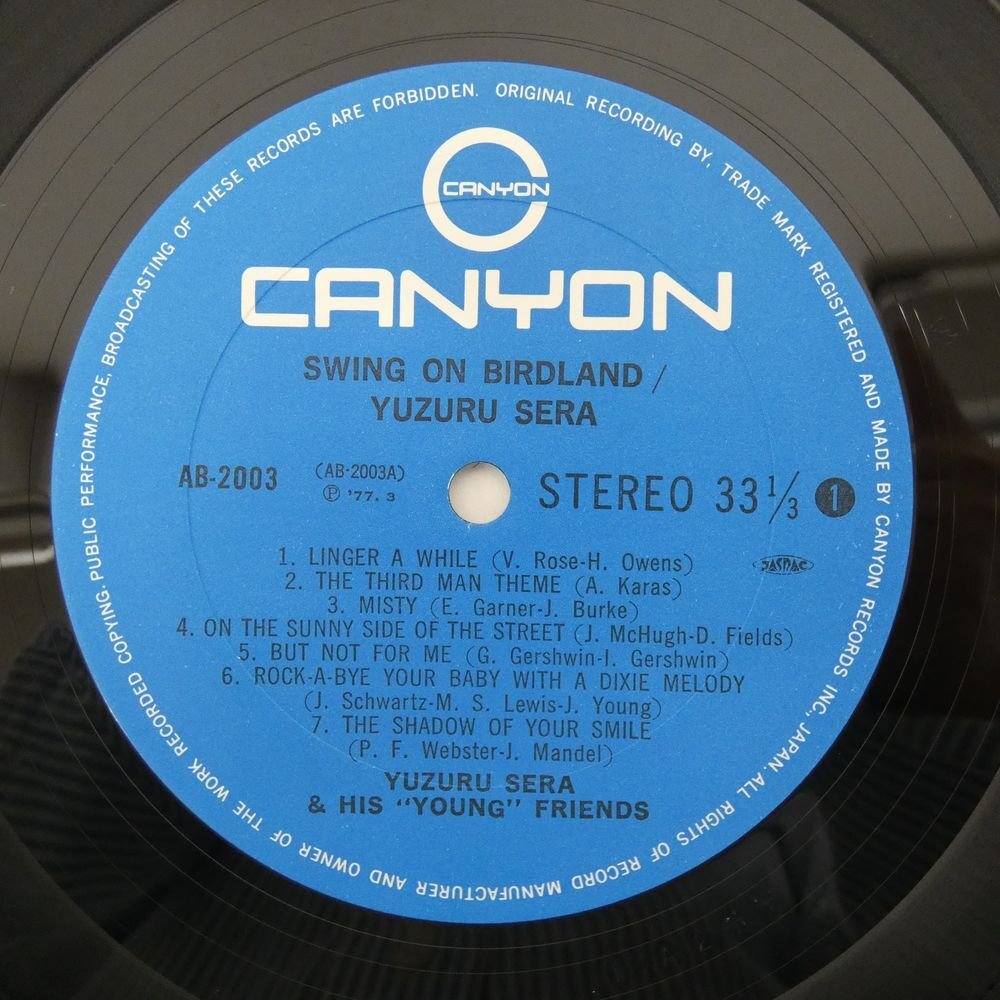 CANYON
CANYON
SWING ON BIRDLAND /
YUZURU SERA
AB-2003
(AB-2003A)
Ⓟ '77. 3
STEREO 33 1/3
1
1. LINGER A WHILE (V. Rose-H. Owens)
JASRAC
2. THE THIRD MAN THEME (A. Karas)
3. MISTY (E. Garner-J. Burke)
4. ON THE SUNNY SIDE OF THE STREET (J. McHugh-D. Fields)
5. BUT NOT FOR ME (G. Gershwin-I. Gershwin)
6. ROCK-A-BYE YOUR BABY WITH A DIXIE MELODY
(J. Schwartz-M. S. Lewis-J. Young)
7. THE SHADOW OF YOUR SMILE
(P. F. Webster-J. Mandel)
YUZURU SERA
& HIS "YOUNG" FRIENDS
ORIGINAL RECORDING BY, TRADE MARK REGISTERED AND MADE BY CANYON RECORDS INC., JAPAN. ALL RIGHTS OF RECORD MANUFACTURER AND OWNER OF THE WORK RECORDED COPYING. PUBLIC PERFORMANCE, BROADCASTING OF THESE RECORDS ARE FORBIDDEN.